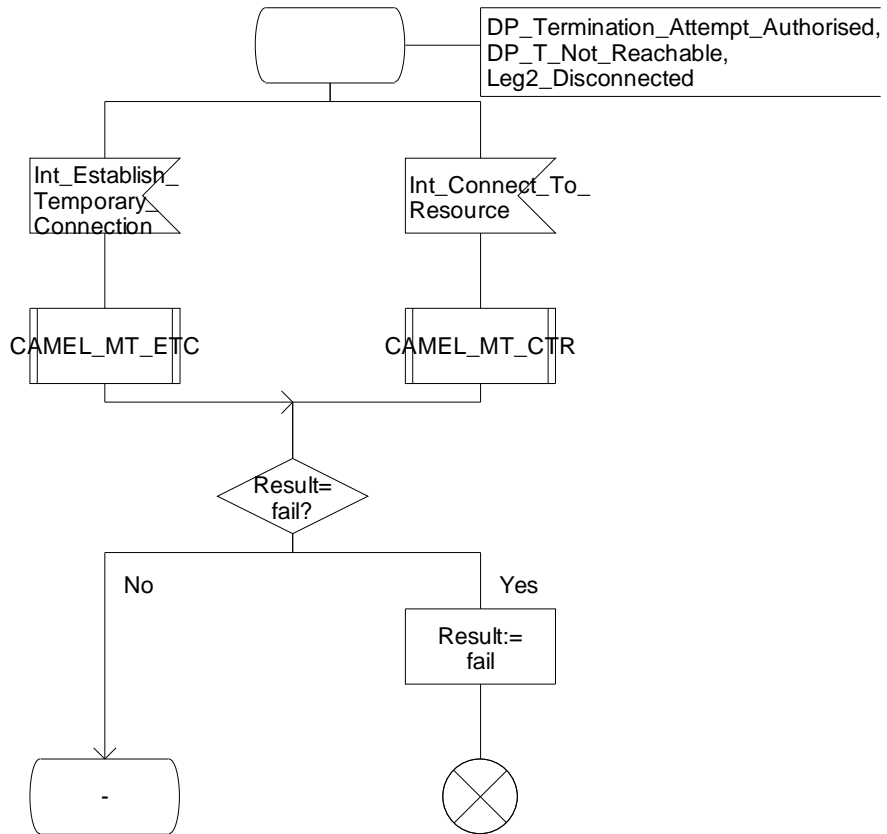 DP_Termination_Attempt_Authorised,
DP_T_Not_Reachable,
Leg2_Disconnected
Int_Establish_
Temporary_
Connection
Int_Connect_To_
Resource
CAMEL_MT_ETC
CAMEL_MT_CTR
Result=
fail?
No
Yes
Result:=
fail
-